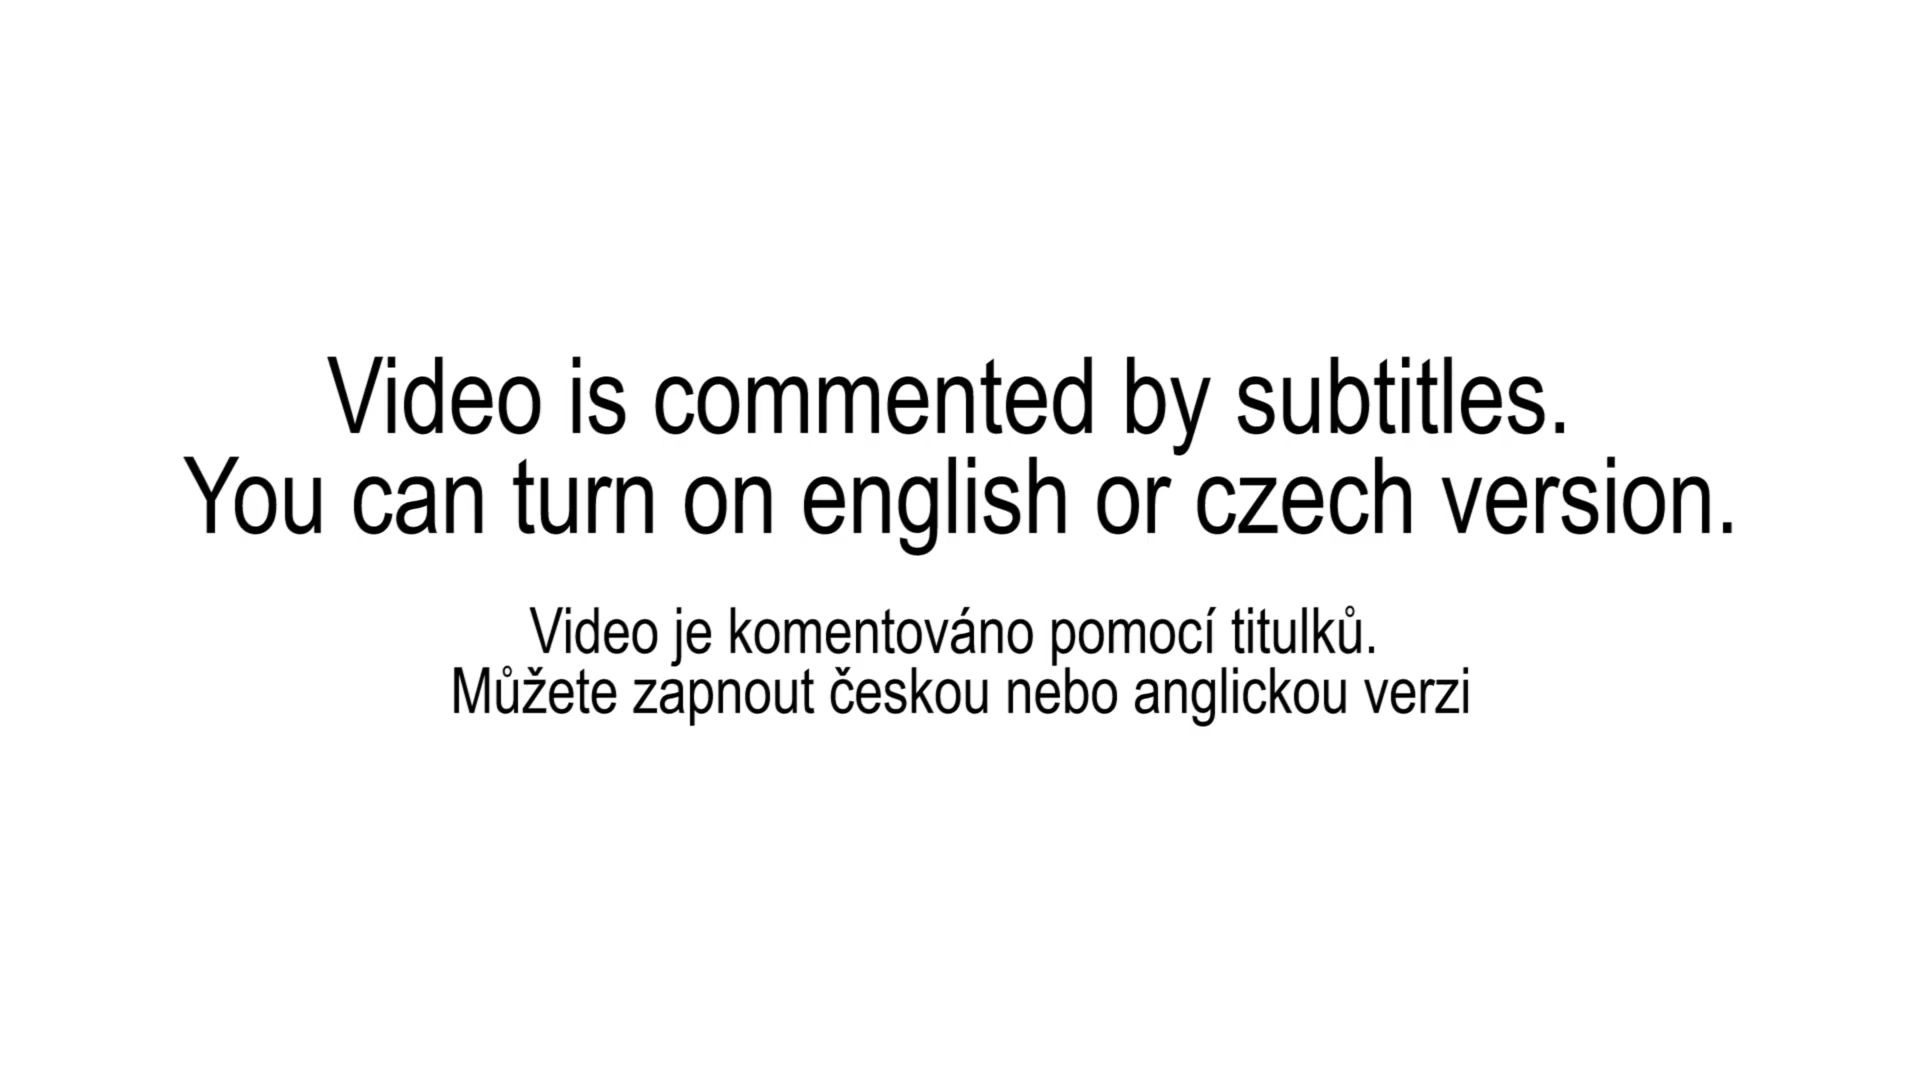 Video is commented by subtitles.
You can turn on english or czech version.
Video je komentováno pomocí titulků.
Můžete zapnout českou nebo anglickou verzi